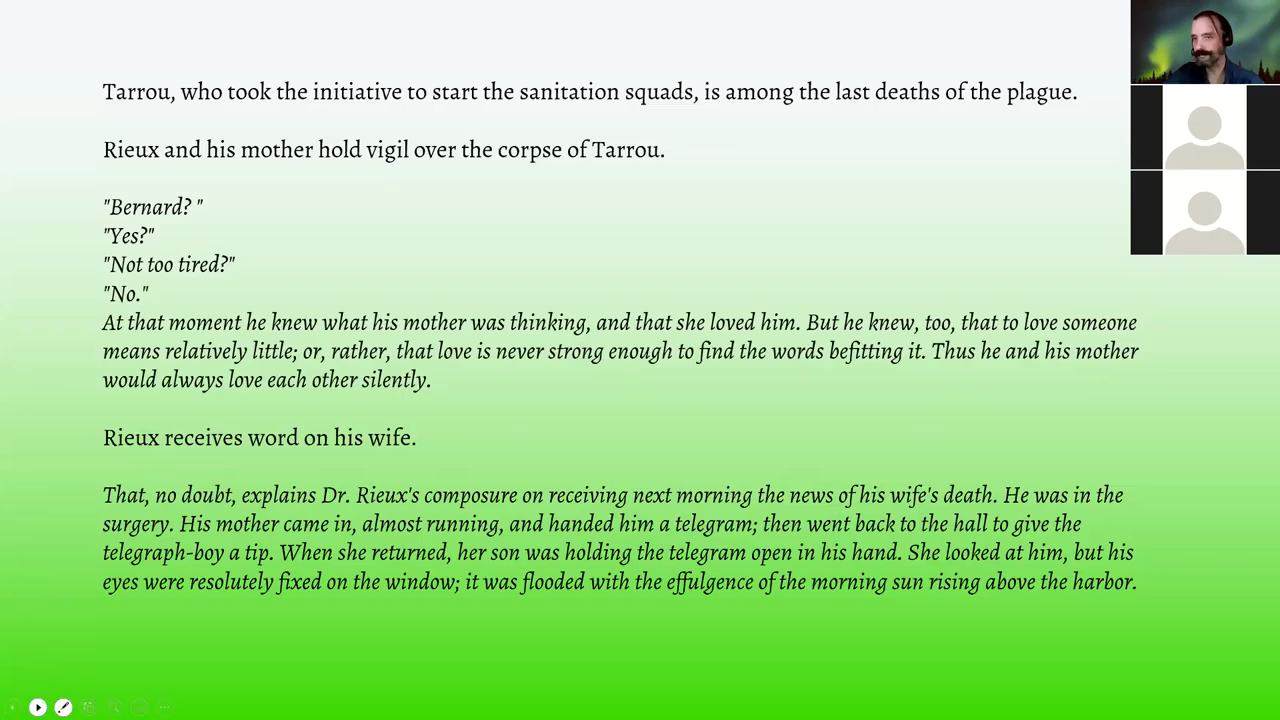 Tarrou, who took the initiative to start the sanitation squads, is among the last deaths of the plague.
Rieux and his mother hold vigil over the corpse of Tarrou.
"Bernard? "
"Yes?"
"Not too tired?"
"No."
At that moment he knew what his mother was thinking, and that she loved him. But he knew, too, that to love someone
means relatively little; or, rather, that love is never strong enough to find the words befitting it. Thus he and his mother
would always love each other silently.
Rieux receives word on his wife.
That, no doubt, explains Dr. Rieux's composure on receiving next morning the news of his wife's death. He was in the
surgery. His mother came in, almost running, and handed him a telegram; then went back to the hall to give the
telegraph-boy a tip. When she returned, her son was holding the telegram open in his hand. She looked at him, but his
eyes were resolutely fixed on the window; it was flooded with the effulgence of the morning sun rising above the harbor.